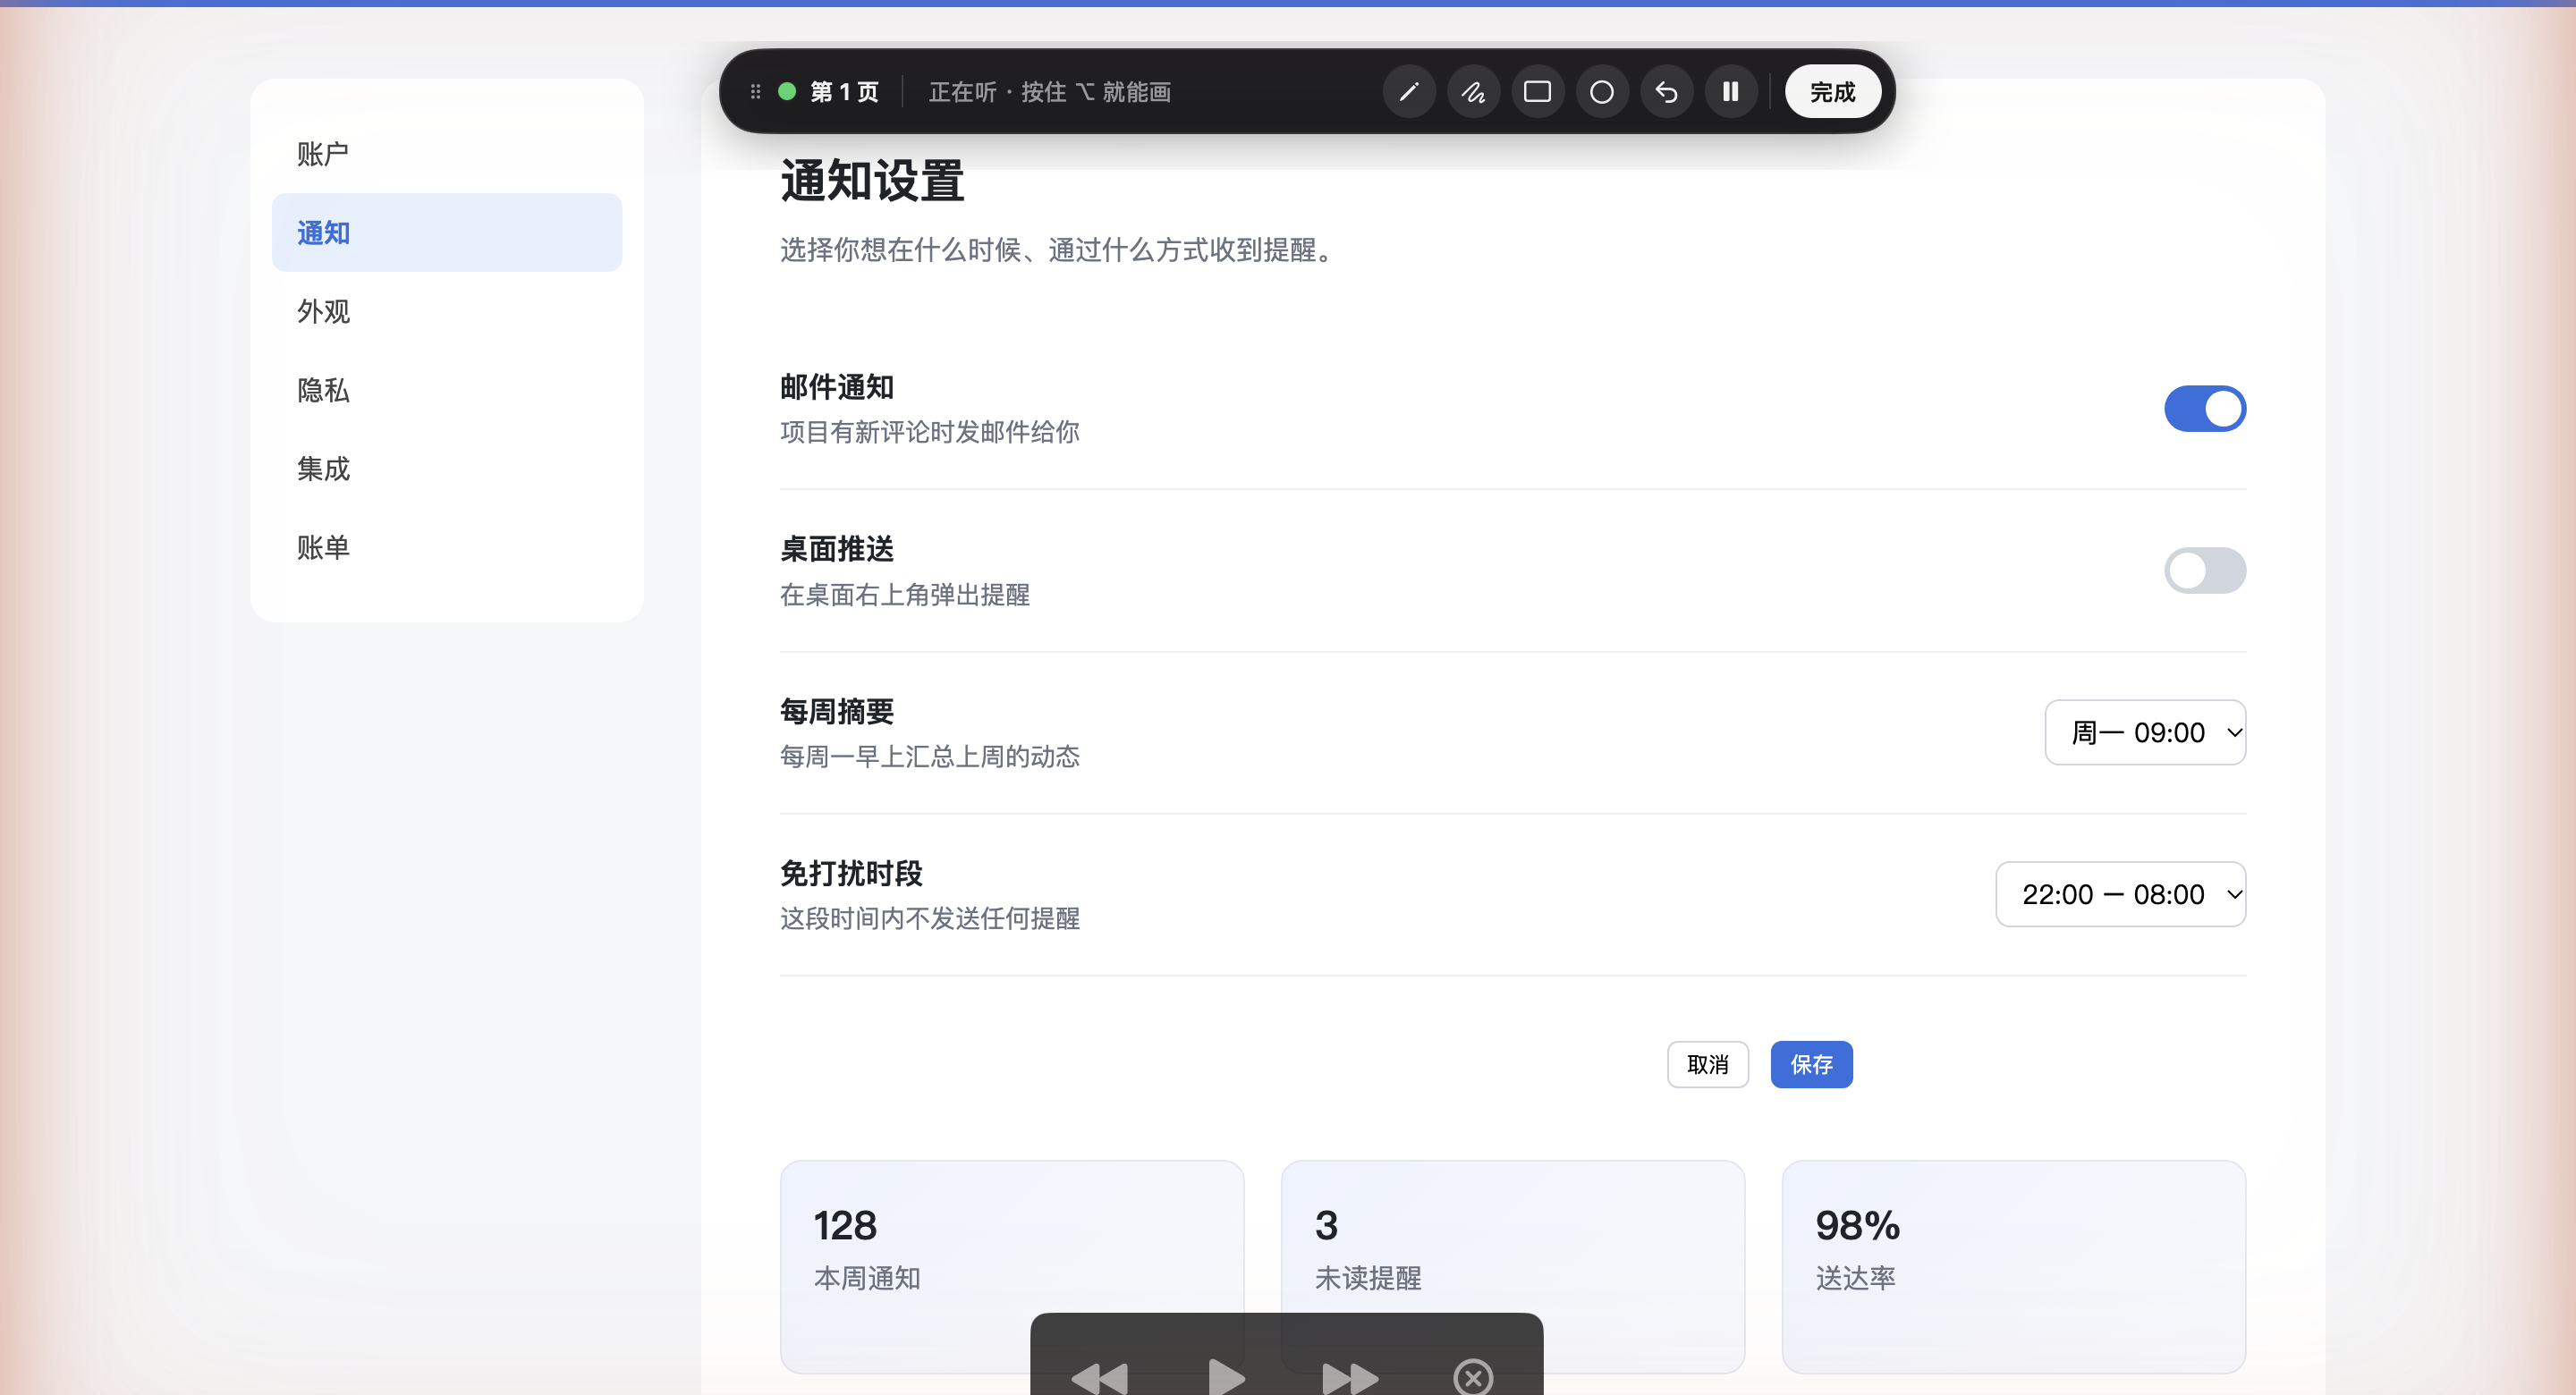 第 1 页
正在听 · 按住 ⌥ 就能画
完成
账户
通知
外观
隐私
集成
账单
通知设置
选择你想在什么时候、通过什么方式收到提醒。
邮件通知
项目有新评论时发邮件给你
桌面推送
在桌面右上角弹出提醒
每周摘要
每周一早上汇总上周的动态
周一 09:00
免打扰时段
这段时间内不发送任何提醒
22:00 – 08:00
取消
保存
128
本周通知
3
未读提醒
98%
送达率